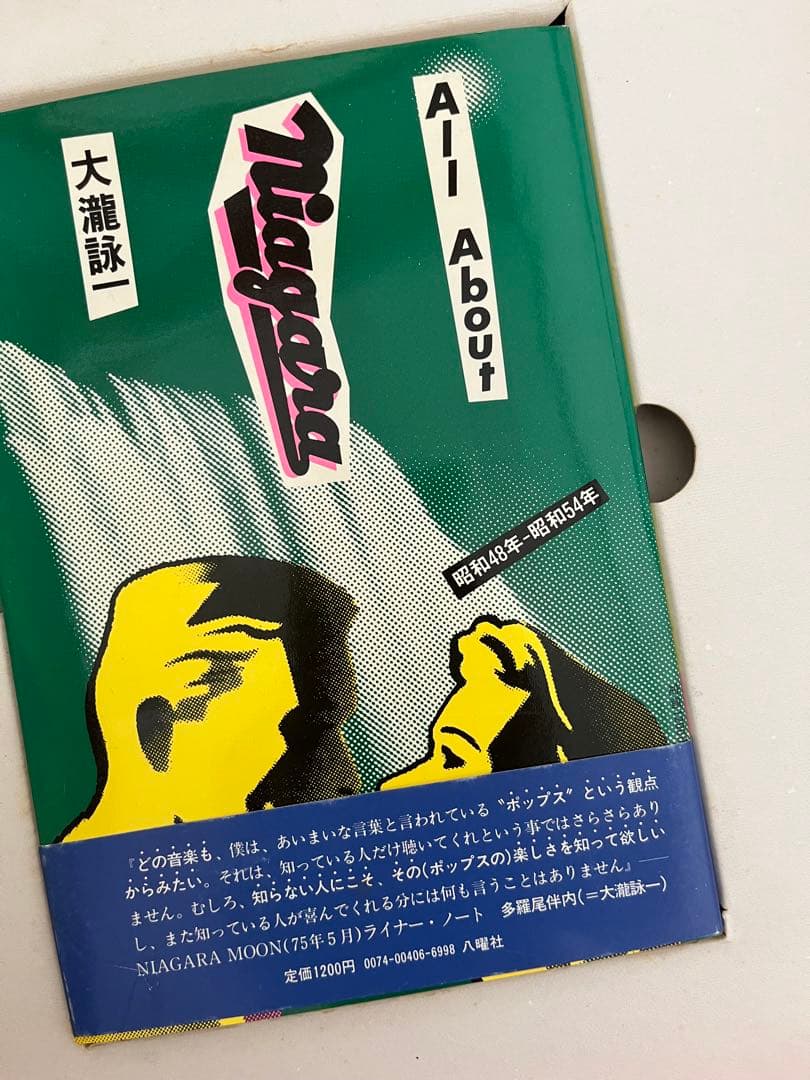 All About
Niagara
大瀧詠一
昭和48年-昭和54年
『どの音楽も、僕は、あいまいな言葉と言われている〝ポップス〟という観点
からみたい。それは、知っている人だけ聴いてくれという事ではさらさらあり
ません。むしろ、知らない人にこそ、その(ポップスの)楽しさを知って欲しい
し、また知っている人が喜んでくれる分には何も言うことはありません』──
NIAGARA MOON(75年5月)ライナー・ノート 多羅尾伴内(=大瀧詠一)
定価1200円 0074-00406-6998 八曜社